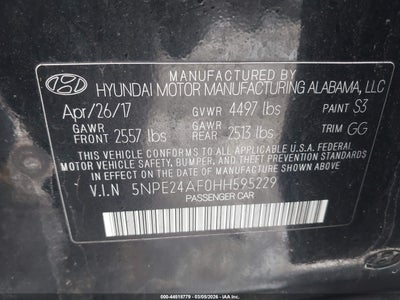 MANUFACTURED BY
HYUNDAI MOTOR MANUFACTURING ALABAMA, LLC
Apr/26/17 GVWR 4497 lbs PAINT S3
GAWR FRONT 2557 lbs GAWR REAR 2513 lbs TRIM GG
THIS VEHICLE CONFORMS TO ALL APPLICABLE U.S.A. FEDERAL
MOTOR VEHICLE SAFETY, BUMPER, AND THEFT PREVENTION STANDARDS
IN EFFECT ON THE DATE OF MANUFACTURE SHOWN ABOVE.
V.I.N 5NPE24AF0HH595229
PASSENGER CAR
000-44618779 - 03/05/2026 - IAA, Inc.